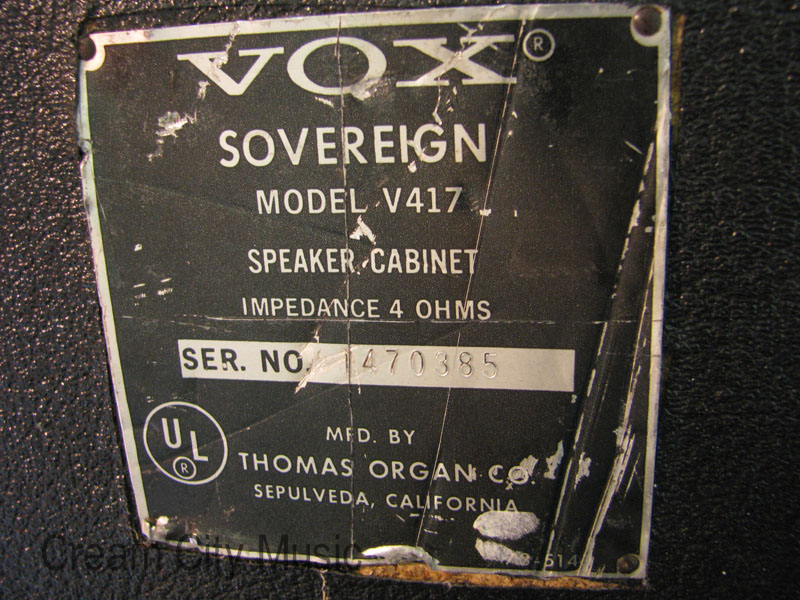 VOX®
SOVEREIGN
MODEL V417
SPEAKER CABINET
IMPEDANCE 4 OHMS
SER. NO. 1470385
UL®
MFD. BY
THOMAS ORGAN CO.
SEPULVEDA, CALIFORNIA
Cream City Music